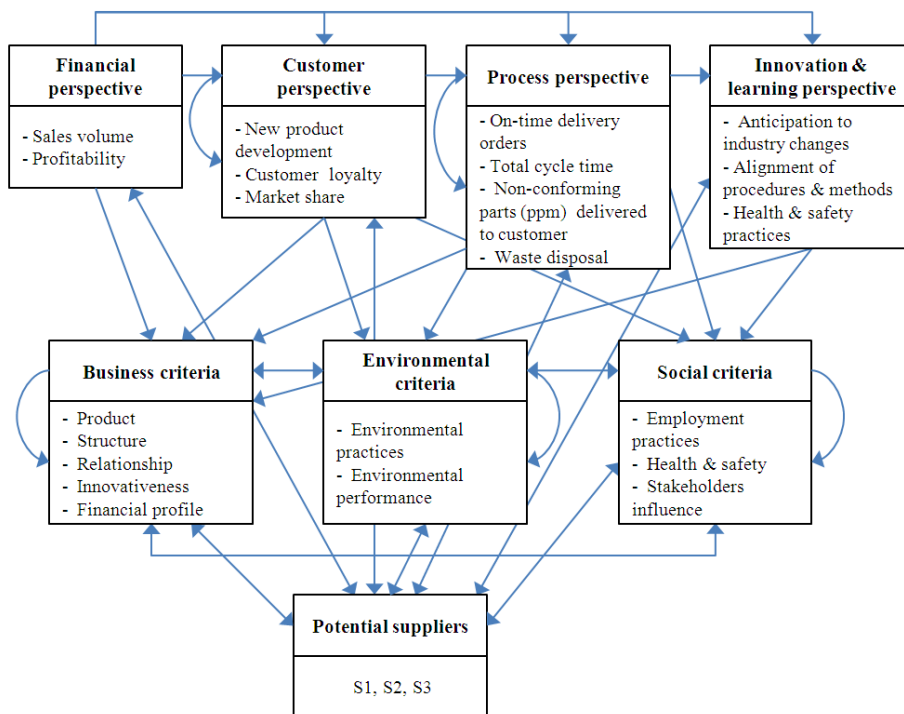 Financial
perspective
- Sales volume
- Profitability
Customer
perspective
- New product
development
- Customer loyalty
- Market share
Process perspective
- On-time delivery
orders
- Total cycle time
- Non-conforming
parts (ppm) delivered
to customer
- Waste disposal
Innovation &
learning perspective
- Anticipation to
industry changes
- Alignment of
procedures & methods
- Health & safety
practices
Business criteria
- Product
- Structure
- Relationship
- Innovativeness
- Financial profile
Environmental
criteria
- Environmental
practices
- Environmental
performance
Social criteria
- Employment
practices
- Health & safety
- Stakeholders
influence
Potential suppliers
S1, S2, S3